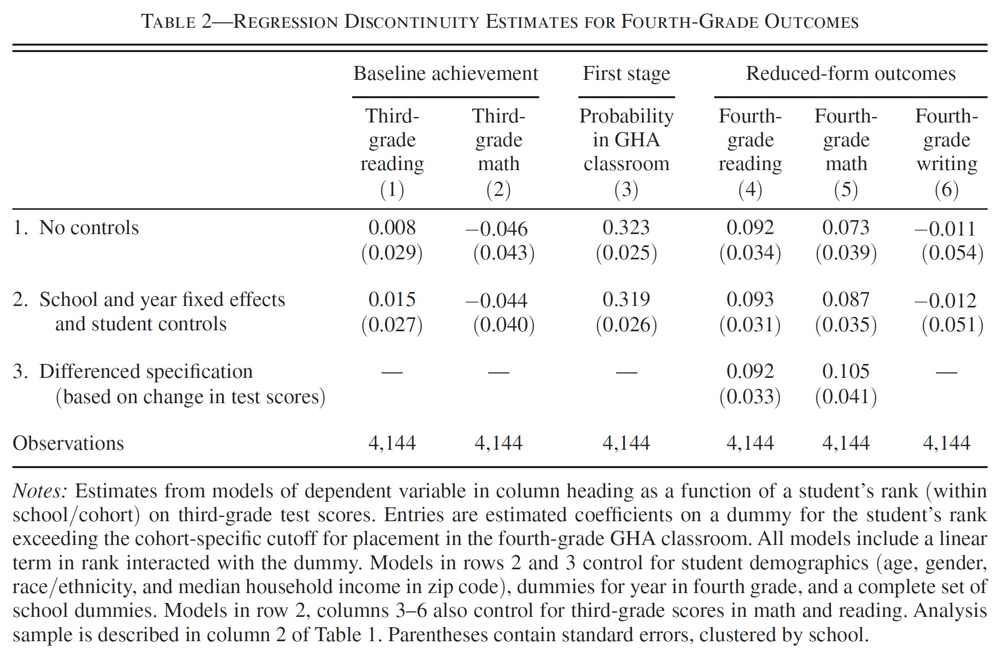 TABLE 2—REGRESSION DISCONTINUITY ESTIMATES FOR FOURTH-GRADE OUTCOMES
Baseline achievement First stage Reduced-form outcomes
Third- Third- Probability Fourth- Fourth- Fourth-
grade grade in GHA grade grade grade
reading math classroom reading math writing
(1) (2) (3) (4) (5) (6)
1. No controls 0.008 −0.046 0.323 0.092 0.073 −0.011
(0.029) (0.043) (0.025) (0.034) (0.039) (0.054)
2. School and year fixed effects 0.015 −0.044 0.319 0.093 0.087 −0.012
and student controls (0.027) (0.040) (0.026) (0.031) (0.035) (0.051)
3. Differenced specification — — — 0.092 0.105 —
(based on change in test scores) (0.033) (0.041)
Observations 4,144 4,144 4,144 4,144 4,144 4,144
Notes: Estimates from models of dependent variable in column heading as a function of a student’s rank (within
school/cohort) on third-grade test scores. Entries are estimated coefficients on a dummy for the student’s rank
exceeding the cohort-specific cutoff for placement in the fourth-grade GHA classroom. All models include a linear
term in rank interacted with the dummy. Models in rows 2 and 3 control for student demographics (age, gender,
race/ethnicity, and median household income in zip code), dummies for year in fourth grade, and a complete set of
school dummies. Models in row 2, columns 3–6 also control for third-grade scores in math and reading. Analysis
sample is described in column 2 of Table 1. Parentheses contain standard errors, clustered by school.